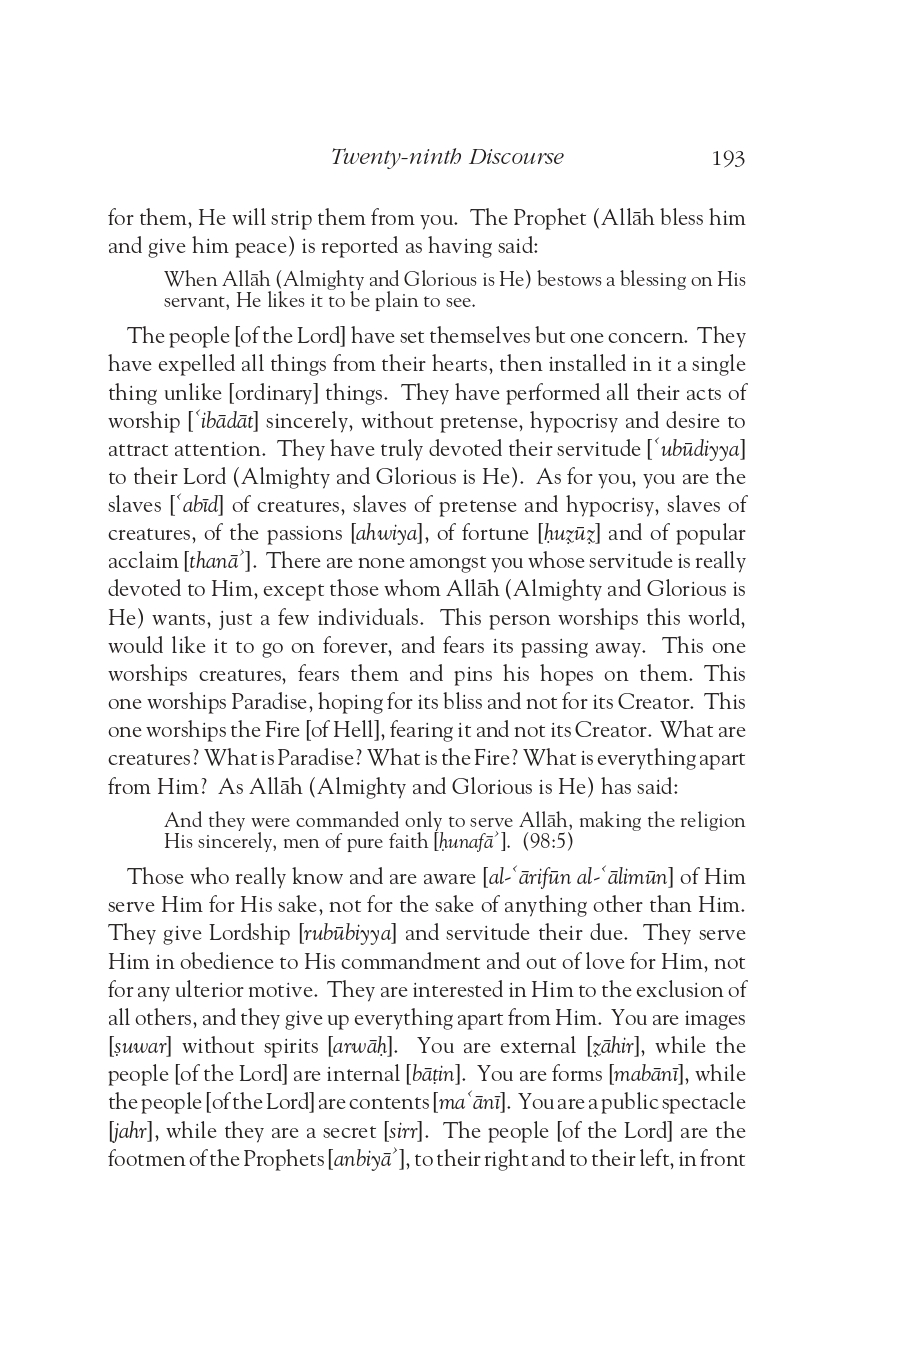 Twenty-ninth Discourse 193
for them, He will strip them from you. The Prophet (Allāh bless him
and give him peace) is reported as having said:
When Allāh (Almighty and Glorious is He) bestows a blessing on His
servant, He likes it to be plain to see.
The people [of the Lord] have set themselves but one concern. They
have expelled all things from their hearts, then installed in it a single
thing unlike [ordinary] things. They have performed all their acts of
worship [ʿibādāt] sincerely, without pretense, hypocrisy and desire to
attract attention. They have truly devoted their servitude [ʿubūdiyya]
to their Lord (Almighty and Glorious is He). As for you, you are the
slaves [ʿabīd] of creatures, slaves of pretense and hypocrisy, slaves of
creatures, of the passions [ahwiya], of fortune [ḥuẓūẓ] and of popular
acclaim [thanāʾ]. There are none amongst you whose servitude is really
devoted to Him, except those whom Allāh (Almighty and Glorious is
He) wants, just a few individuals. This person worships this world,
would like it to go on forever, and fears its passing away. This one
worships creatures, fears them and pins his hopes on them. This
one worships Paradise, hoping for its bliss and not for its Creator. This
one worships the Fire [of Hell], fearing it and not its Creator. What are
creatures? What is Paradise? What is the Fire? What is everything apart
from Him? As Allāh (Almighty and Glorious is He) has said:
And they were commanded only to serve Allāh, making the religion
His sincerely, men of pure faith [ḥunafāʾ]. (98:5)
Those who really know and are aware [al-ʿārifūn al-ʿālimūn] of Him
serve Him for His sake, not for the sake of anything other than Him.
They give Lordship [rubūbiyya] and servitude their due. They serve
Him in obedience to His commandment and out of love for Him, not
for any ulterior motive. They are interested in Him to the exclusion of
all others, and they give up everything apart from Him. You are images
[ṣuwar] without spirits [arwāḥ]. You are external [ẓāhir], while the
people [of the Lord] are internal [bāṭin]. You are forms [mabānī], while
the people [of the Lord] are contents [maʿānī]. You are a public spectacle
[jahr], while they are a secret [sirr]. The people [of the Lord] are the
footmen of the Prophets [anbiyāʾ], to their right and to their left, in front